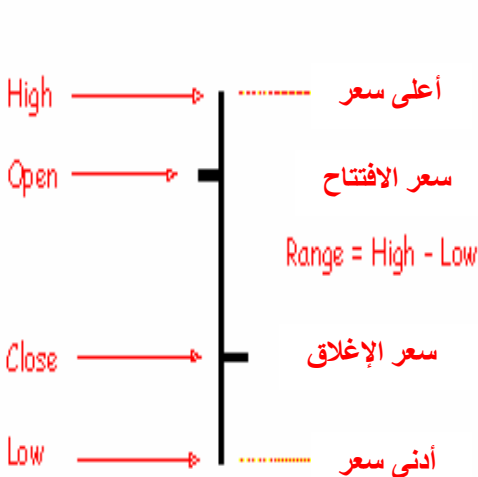 High أعلى سعر
Open سعر الافتتاح
Range = High - Low
Close سعر الإغلاق
Low أدنى سعر